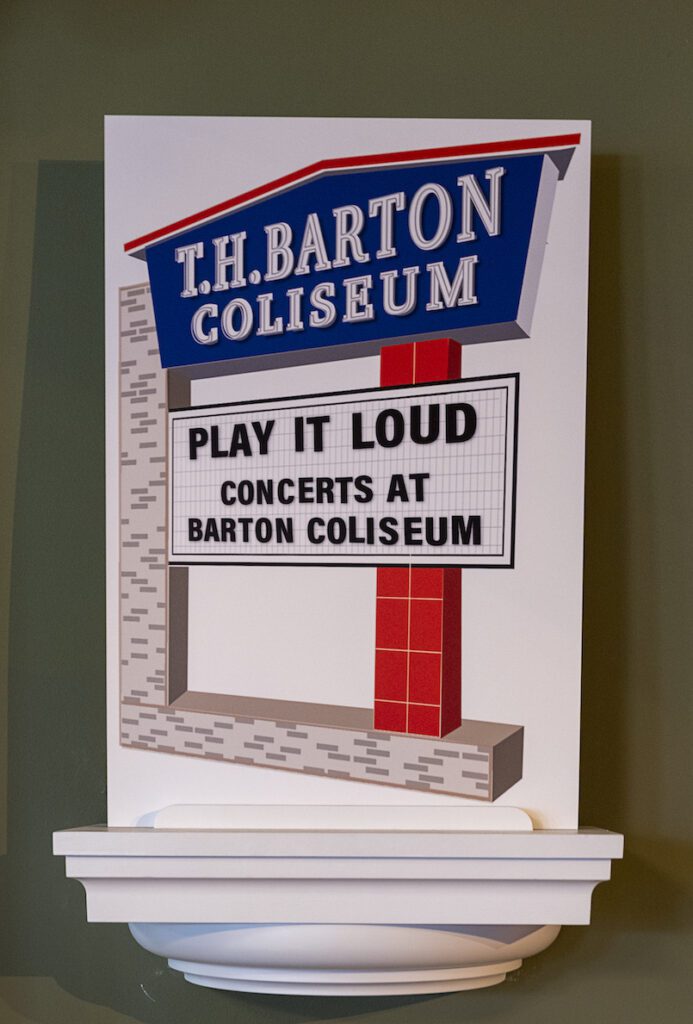 T.H. BARTON
COLISEUM
PLAY IT LOUD
CONCERTS AT
BARTON COLISEUM